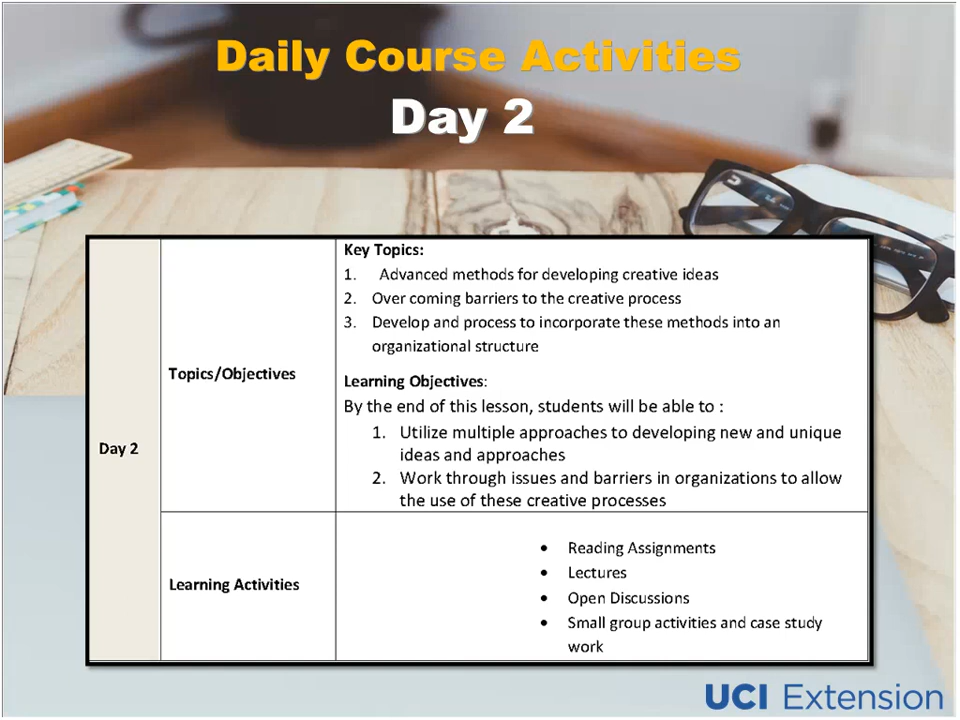 Daily Course Activities
Day 2
Key Topics:
1. Advanced methods for developing creative ideas
2. Over coming barriers to the creative process
3. Develop and process to incorporate these methods into an
organizational structure
Topics/Objectives
Learning Objectives:
By the end of this lesson, students will be able to :
1. Utilize multiple approaches to developing new and unique
ideas and approaches
Day 2
2. Work through issues and barriers in organizations to allow
the use of these creative processes
Learning Activities
• Reading Assignments
• Lectures
• Open Discussions
• Small group activities and case study
work
UCI Extension